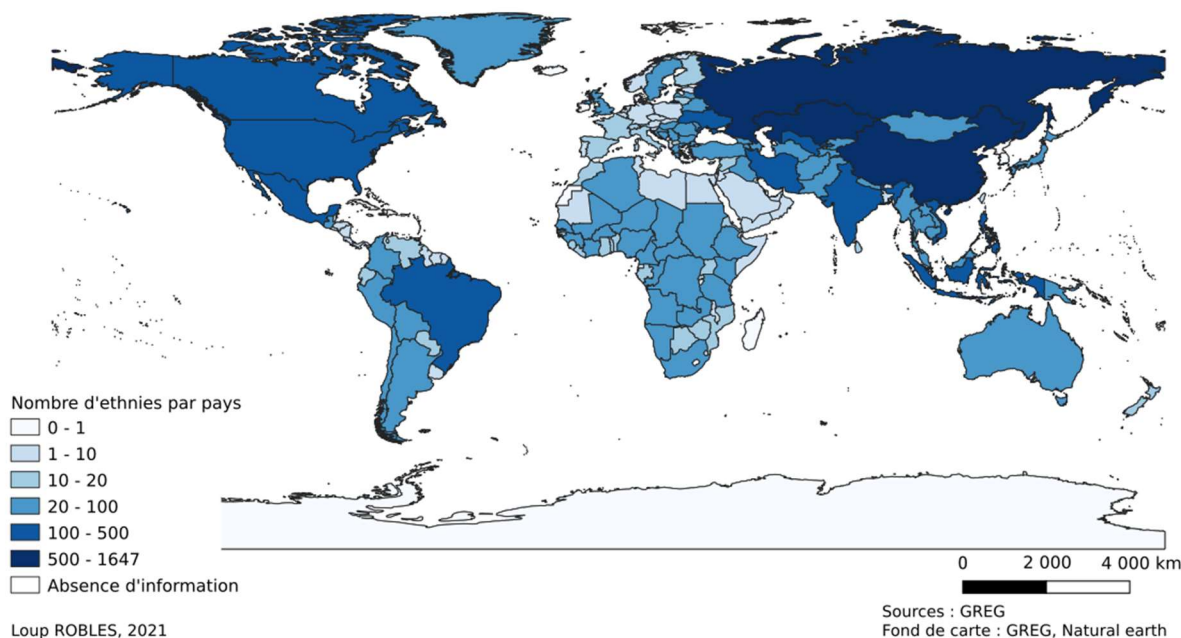 Nombre d'ethnies par pays
0 - 1
1 - 10
10 - 20
20 - 100
100 - 500
500 - 1647
Absence d'information
0 2 000 4 000 km
Sources : GREG
Loup ROBLES, 2021
Fond de carte : GREG, Natural earth